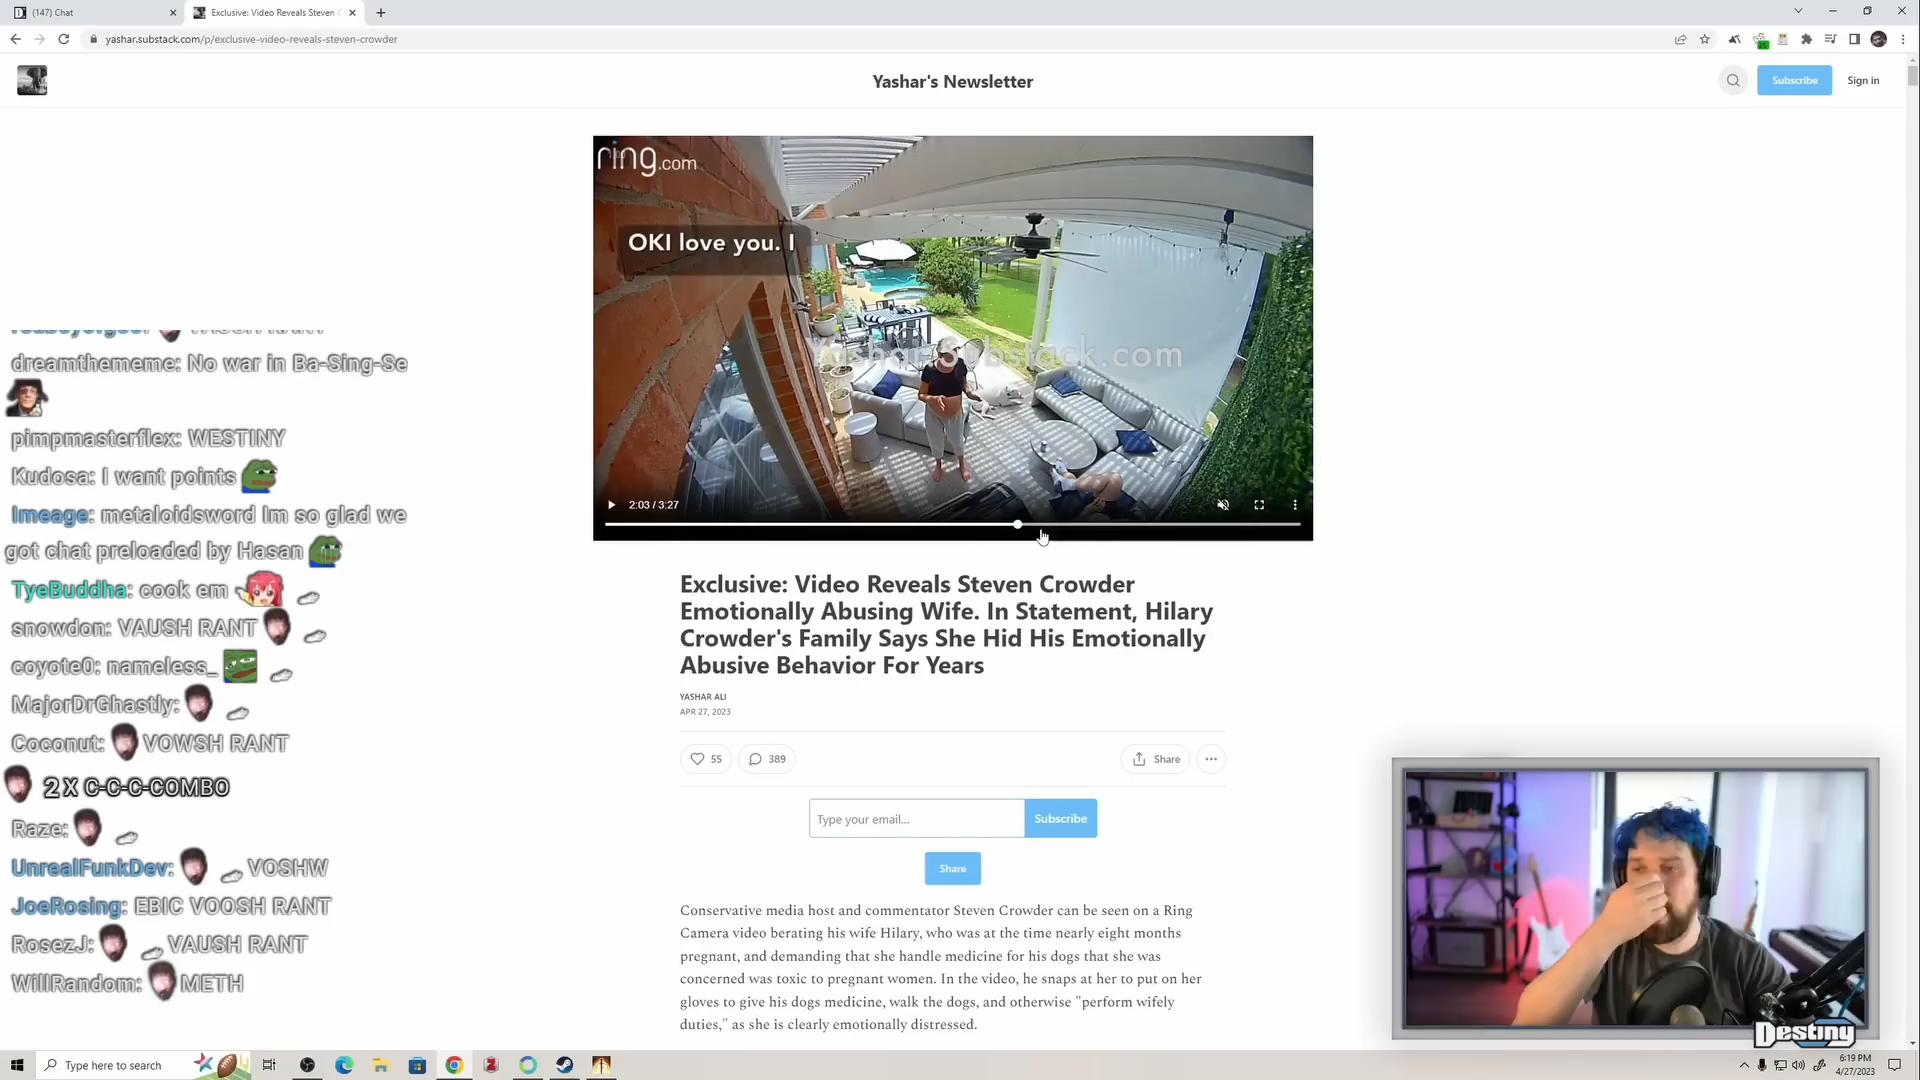 (147) Chat
Exclusive: Video Reveals Steven C
yashar.substack.com/p/exclusive-video-reveals-steven-crowder
Yashar's Newsletter
Subscribe
Sign in
ring.com
OKI love you. I
Yashar.Substack.com
2:03 / 3:27
dreamthememe: No war in Ba-Sing-Se
pimpmasterflex: WESTINY
Kudosa: I want points
Imeage: metaloidsword Im so glad we
got chat preloaded by Hasan
TyeBuddha: cook em
snowdon: VAUSH RANT
coyote0: nameless_
MajorDrGhastly:
Coconut: VOWSH RANT
2 X C-C-C-COMBO
Raze:
UnrealFunkDev: VOSHW
JoeRosing: EBIC VOOSH RANT
RosezJ: VAUSH RANT
WillRandom: METH
Exclusive: Video Reveals Steven Crowder
Emotionally Abusing Wife. In Statement, Hilary
Crowder's Family Says She Hid His Emotionally
Abusive Behavior For Years
YASHAR ALI
APR 27, 2023
55
389
Share
Type your email...
Subscribe
Share
Conservative media host and commentator Steven Crowder can be seen on a Ring
Camera video berating his wife Hilary, who was at the time nearly eight months
pregnant, and demanding that she handle medicine for his dogs that she was
concerned was toxic to pregnant women. In the video, he snaps at her to put on her
gloves to give his dogs medicine, walk the dogs, and otherwise "perform wifely
duties," as she is clearly emotionally distressed.
Destiny
Type here to search
6:19 PM
4/27/2023